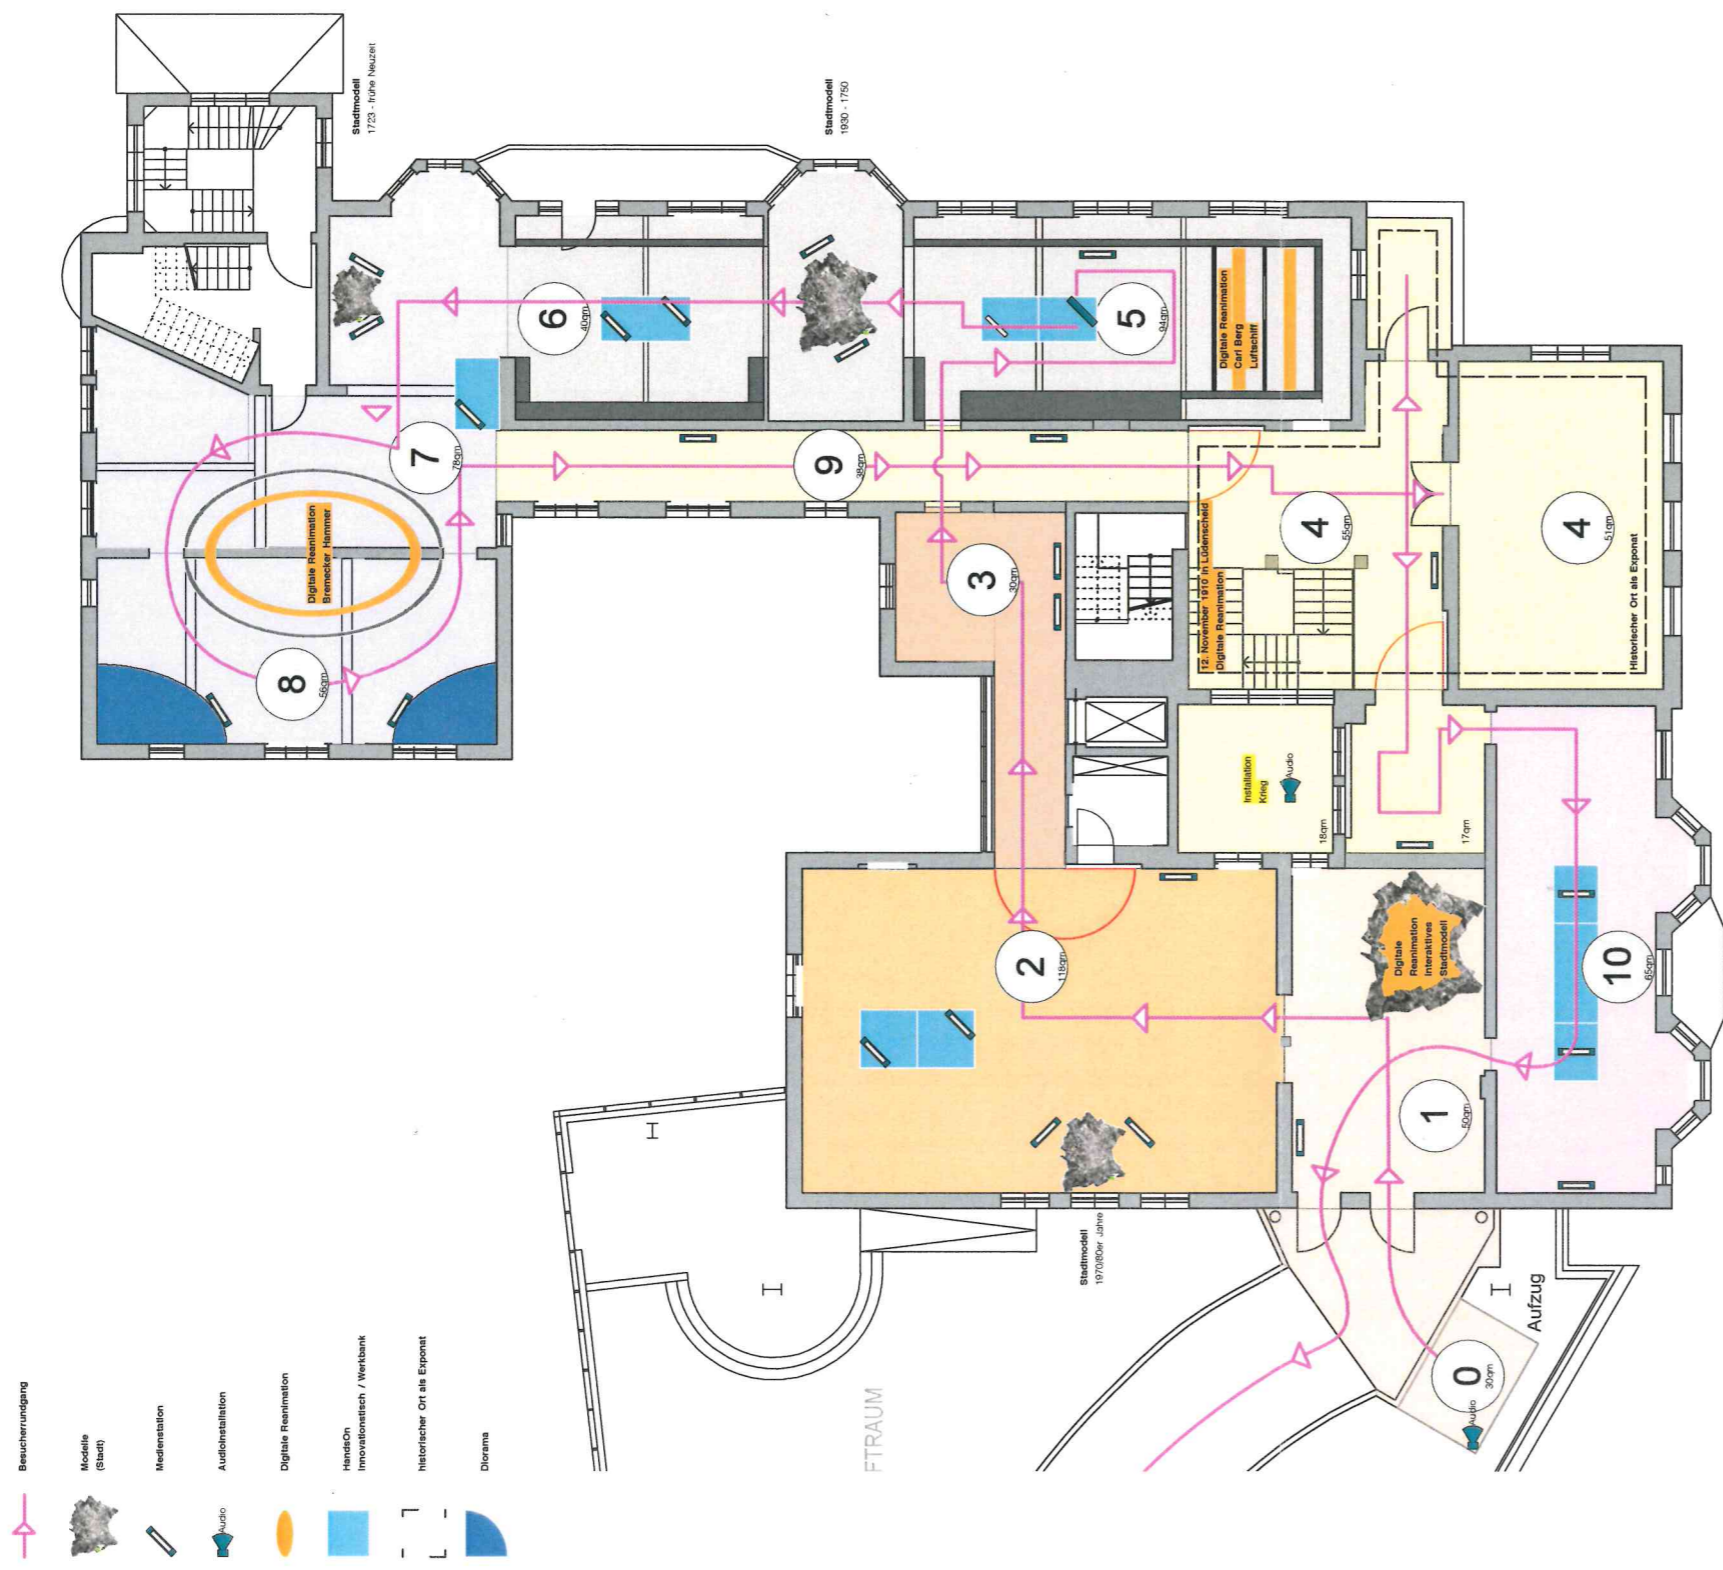 Stadtmodell
1723 - frühe Neuzeit
Stadtmodell
1930 - 1750
6
40qm
5
94qm
Digitale Reanimation
Carl Berg
Luftschiff
7
78qm
9
38qm
Digitale Reanimation
Bremecker Hammer
8
56qm
3
30qm
12. November 1910 in Lüdenscheid
Digitale Reanimation
4
55qm
4
51qm
Historischer Ort als Exponat
Installation
Krieg
Audio
18qm
17qm
2
118qm
Digitale
Reanimation
Interaktives
Stadtmodell
10
65qm
1
50qm
Stadtmodell
1970/80er Jahre
Aufzug
0
30qm
Audio
FTRAUM
Besucherrundgang
Modelle
(Stadt)
Medienstation
Audioinstallation
Audio
Digitale Reanimation
HandsOn
Innovationstisch / Werkbank
historischer Ort als Exponat
Diorama